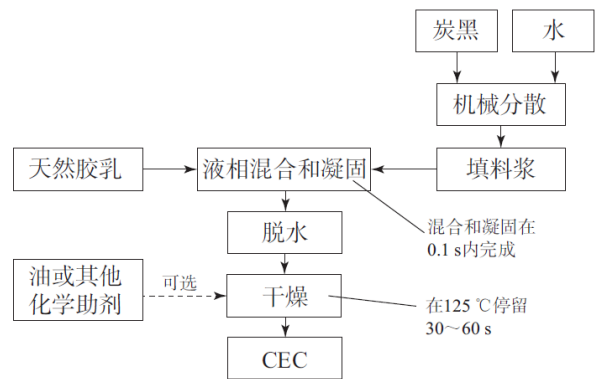 炭黑
水
机械分散
天然胶乳
液相混合和凝固
填料浆
混合和凝固在
0.1 s内完成
脱水
油或其他
化学助剂
可选
干燥
在125 ℃停留
30～60 s
CEC